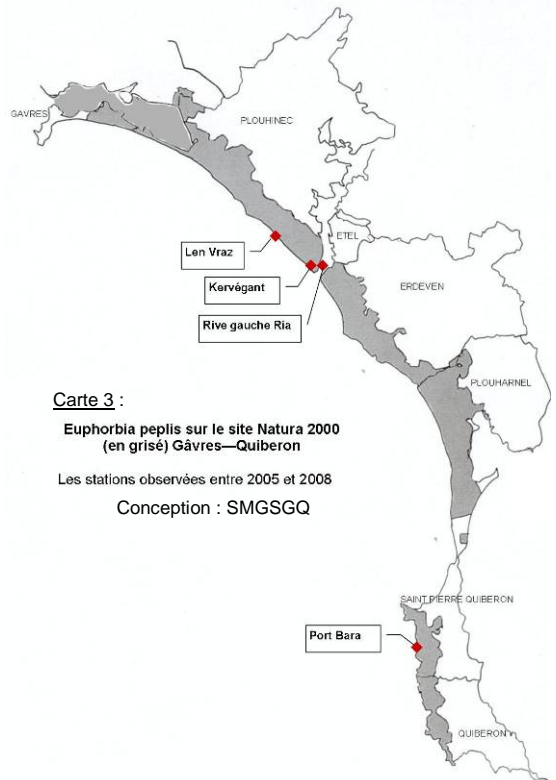 GAVRES
PLOUHINEC
Len Vraz
ETEL
Kervégant
ERDEVEN
Rive gauche Ria
PLOUHARNEL
Carte 3 :
Euphorbia peplis sur le site Natura 2000
(en grisé) Gâvres—Quiberon
Les stations observées entre 2005 et 2008
Conception : SMGSGQ
SAINT PIERRE QUIBERON
Port Bara
QUIBERON